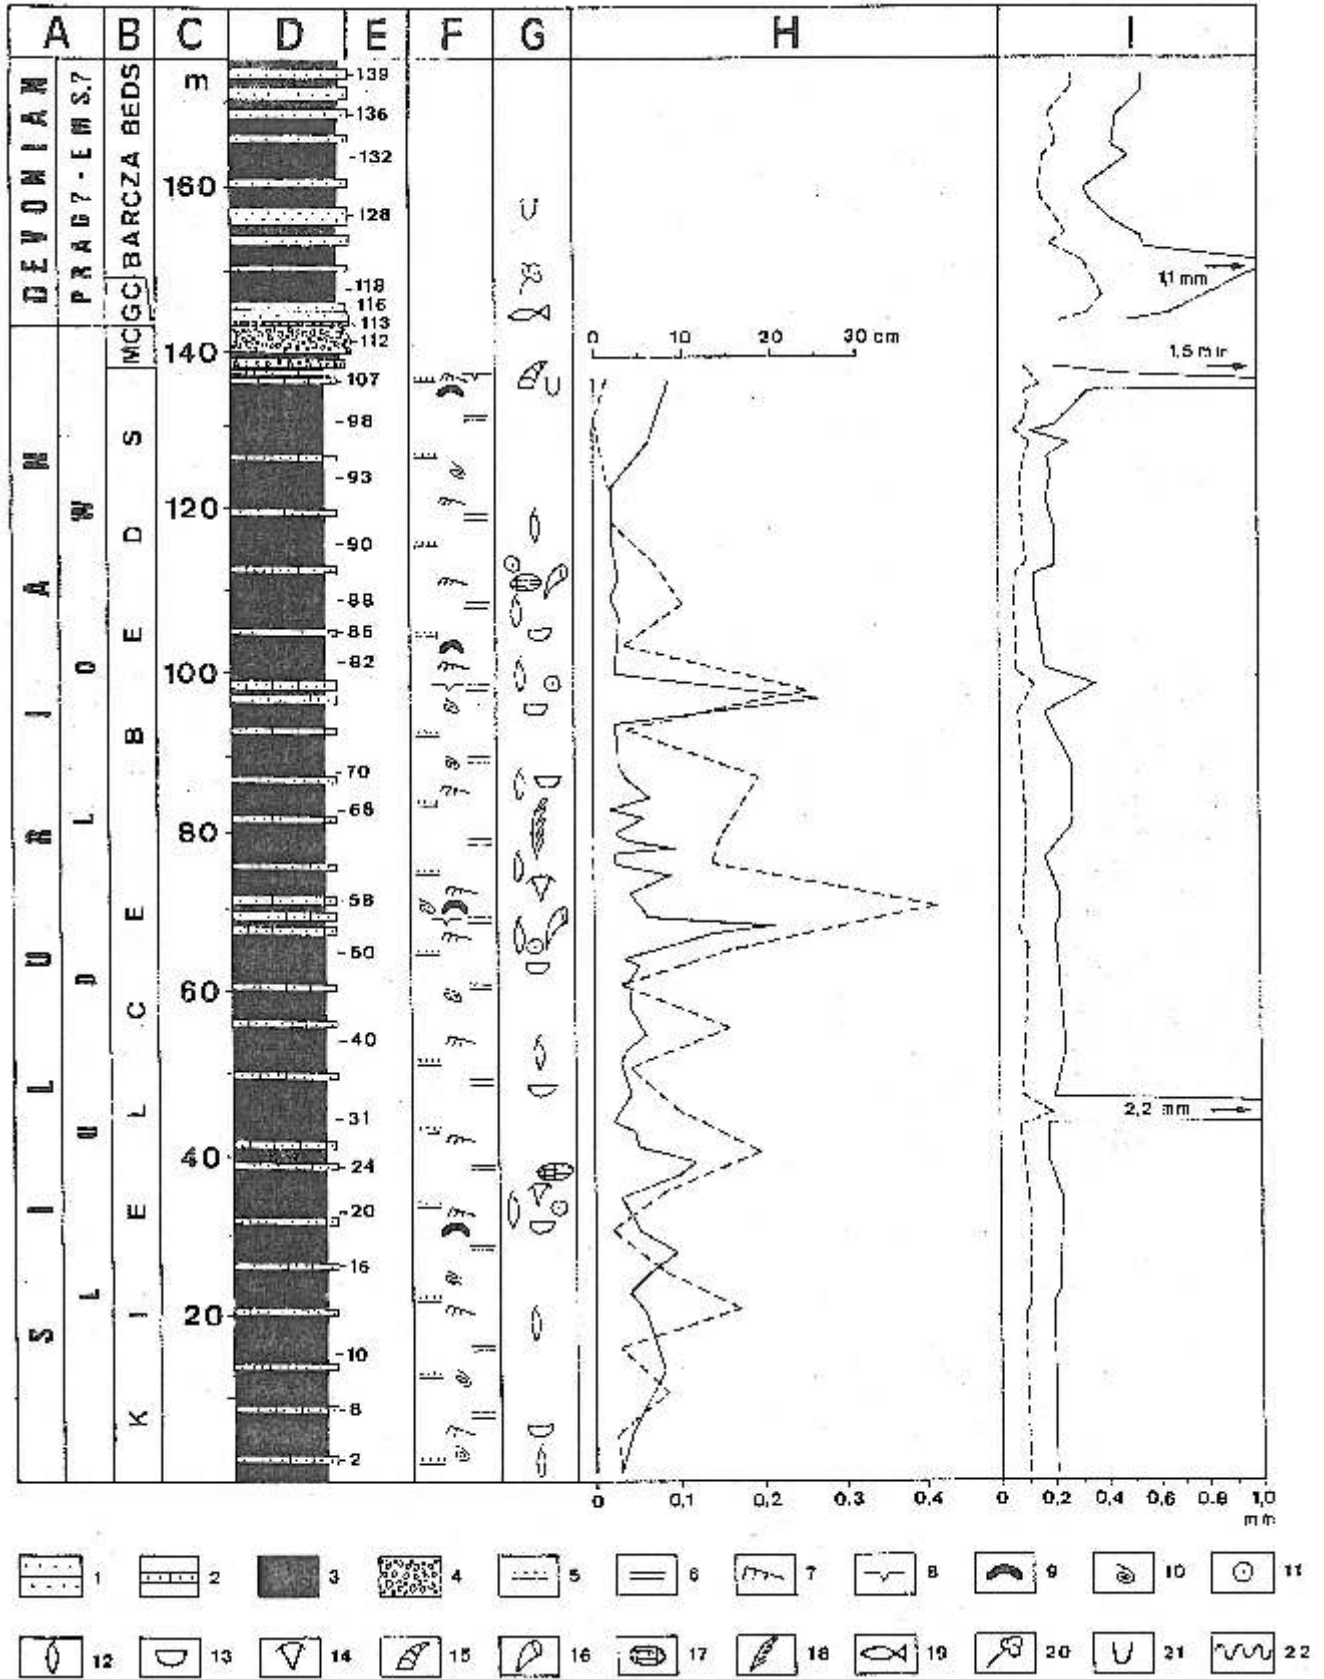 A B C D E F G H I
DEVONIAN
PRAG?-EMS.?
BARCZA BEDS
MCGC
SILURIAN
LUDLOW
KIELCE BEDS
m
160
140
120
100
80
60
40
20
-139
-136
-132
-128
-118
116
113
-112
107
-98
-93
-90
-88
-85
-82
-70
-68
-58
-50
-40
-31
-24
-20
-16
-10
-8
-2
0 10 20 30 cm
1,1 mm
1,5 mm
2,2 mm
0 0,1 0,2 0,3 0,4
0 0,2 0,4 0,6 0,8 1,0
mm
1 2 3 4 5 6 7 8 9 10 11
12 13 14 15 16 17 18 19 20 21 22